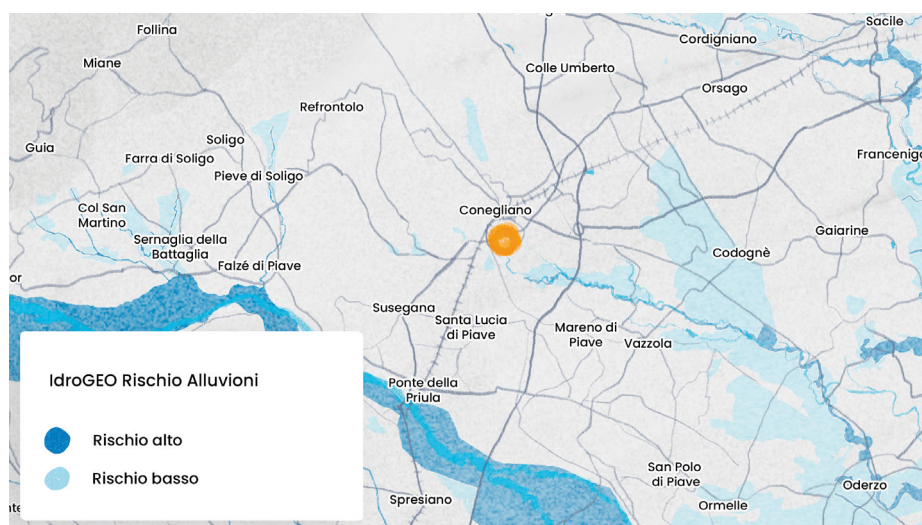 Follina
Sacile
Cordigniano
Miane
Colle Umberto
Orsago
Refrontolo
Soligo
Guia
Farra di Soligo
Francenig
Pieve di Soligo
Col San
Martino
Conegliano
Gaiarine
Sernaglia della
Battaglia
Codognè
Falzé di Piave
or
Susegana
Santa Lucia
di Piave
Mareno di
Piave
Vazzola
IdroGEO Rischio Alluvioni
Ponte della
Priula
Rischio alto
Rischio basso
San Polo
di Piave
Oderzo
Spresiano
Ormelle